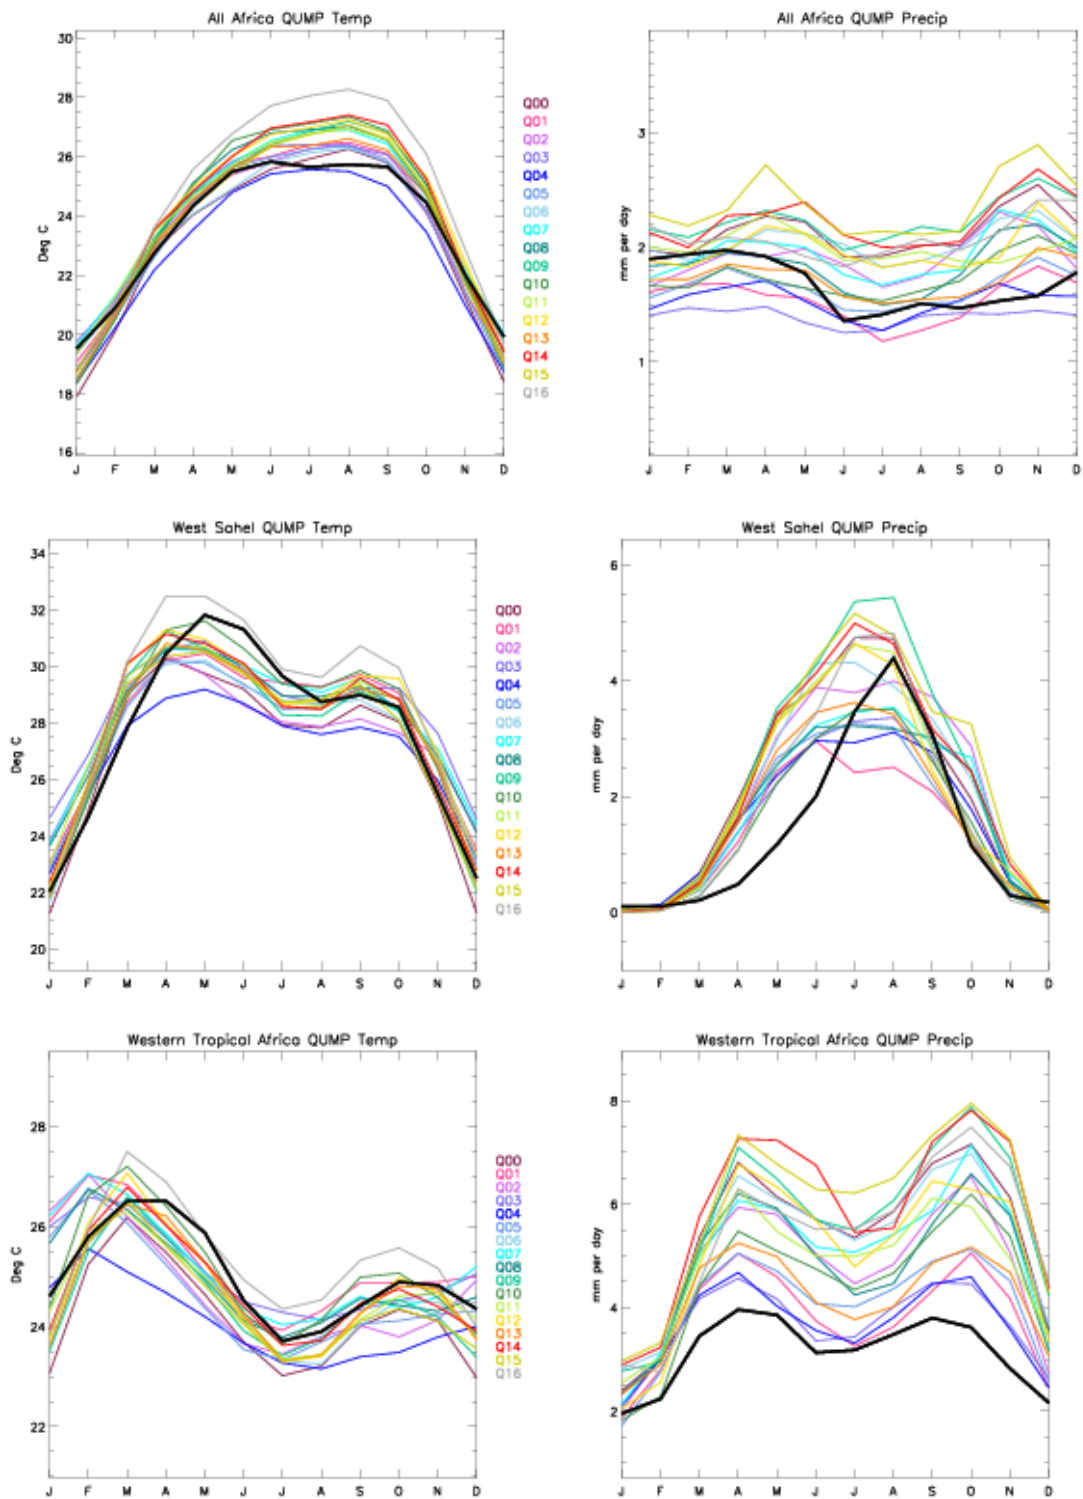 All Africa QUMP Temp
30
28
26
24
22
20
18
16
Deg C
J F M A M J J A S O N D
Q00
Q01
Q02
Q03
Q04
Q05
Q06
Q07
Q08
Q09
Q10
Q11
Q12
Q13
Q14
Q15
Q16
All Africa QUMP Precip
3
2
1
mm per day
J F M A M J J A S O N D
West Sahel QUMP Temp
34
32
30
28
26
24
22
20
Deg C
J F M A M J J A S O N D
Q00
Q01
Q02
Q03
Q04
Q05
Q06
Q07
Q08
Q09
Q10
Q11
Q12
Q13
Q14
Q15
Q16
West Sahel QUMP Precip
6
4
2
0
mm per day
J F M A M J J A S O N D
Western Tropical Africa QUMP Temp
28
26
24
22
Deg C
J F M A M J J A S O N D
Q00
Q01
Q02
Q03
Q04
Q05
Q06
Q07
Q08
Q09
Q10
Q11
Q12
Q13
Q14
Q15
Q16
Western Tropical Africa QUMP Precip
8
6
4
2
mm per day
J F M A M J J A S O N D